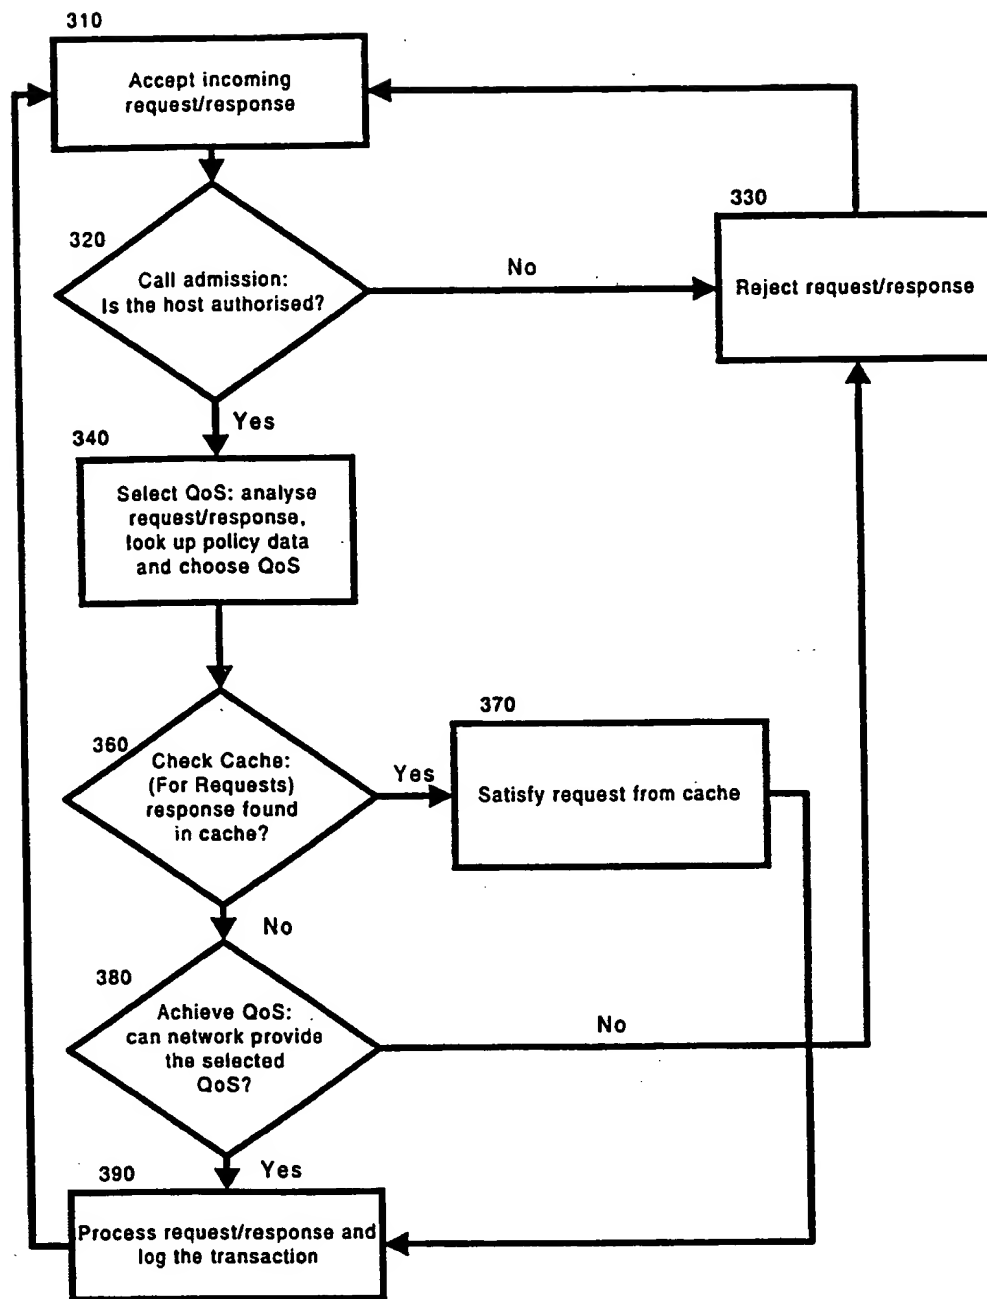 310
Accept incoming
request/response
330
320
Call admission:
Is the host authorised?
No
Reject request/response
Yes
340
Select QoS: analyse
request/response,
look up policy data
and choose QoS
370
360
Check Cache:
(For Requests)
response found
in cache?
Yes
Satisfy request from cache
No
380
Achieve QoS:
can network provide
the selected
QoS?
No
Yes
390
Process request/response and
log the transaction